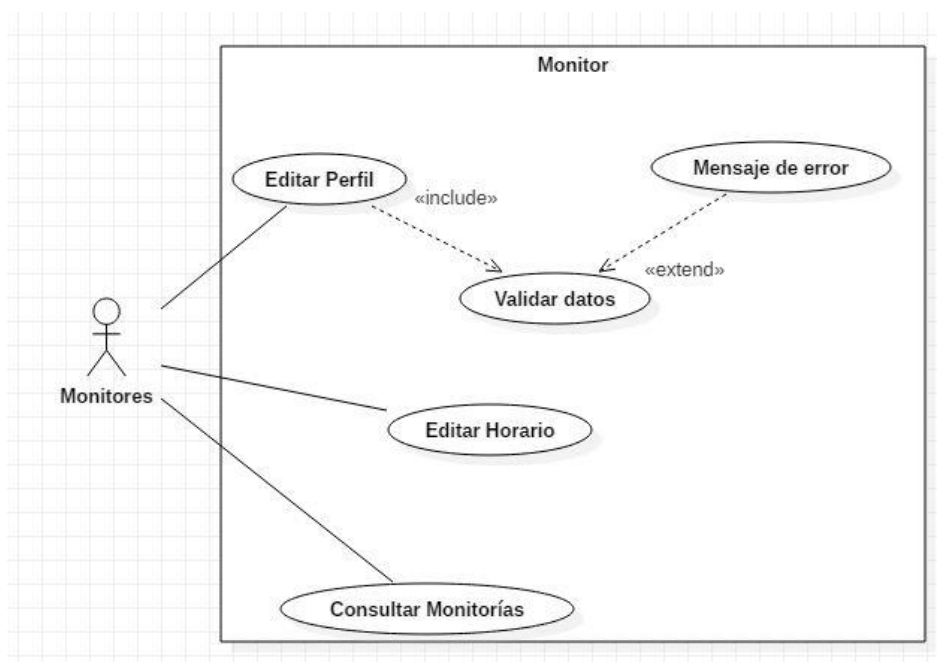 Monitor
Editar Perfil
Mensaje de error
«include»
«extend»
Validar datos
Monitores
Editar Horario
Consultar Monitorías